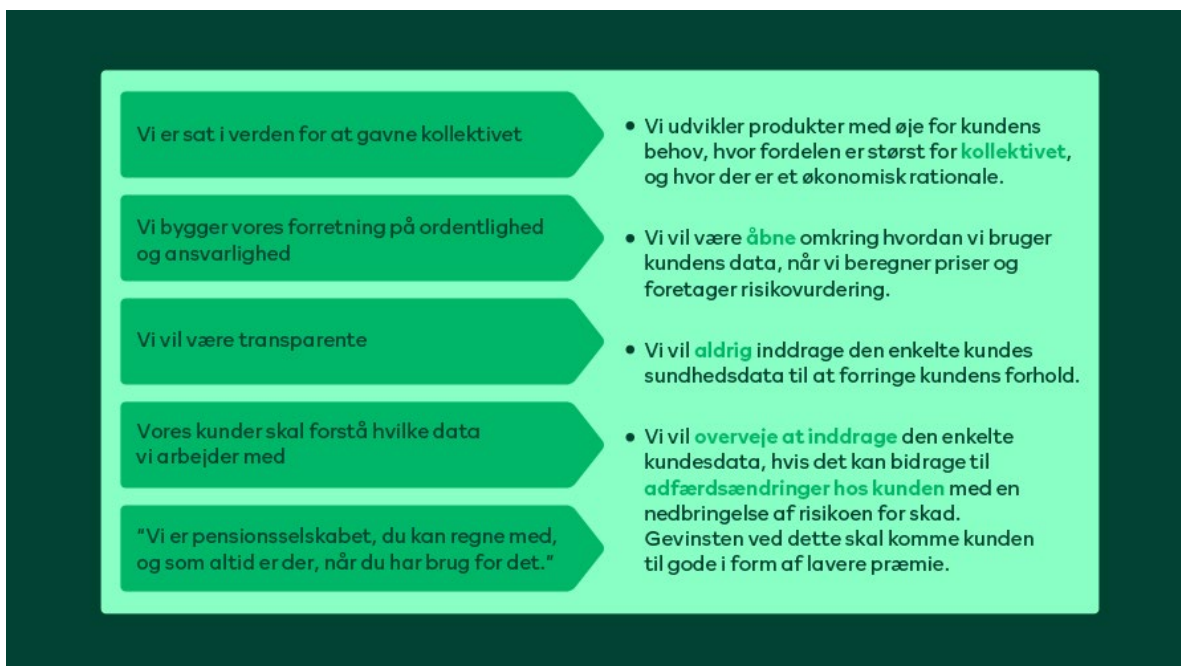 Vi er sat i verden for at gavne kollektivet
Vi bygger vores forretning på ordentlighed
og ansvarlighed
Vi vil være transparente
Vores kunder skal forstå hvilke data
vi arbejder med
"Vi er pensionsselskabet, du kan regne med,
og som altid er der, når du har brug for det."
• Vi udvikler produkter med øje for kundens
behov, hvor fordelen er størst for kollektivet,
og hvor der er et økonomisk rationale.
• Vi vil være åbne omkring hvordan vi bruger
kundens data, når vi beregner priser og
foretager risikovurdering.
• Vi vil aldrig inddrage den enkelte kundes
sundhedsdata til at forringe kundens forhold.
• Vi vil overveje at inddrage den enkelte
kundesdata, hvis det kan bidrage til
adfærdsændringer hos kunden med en
nedbringelse af risikoen for skad.
Gevinsten ved dette skal komme kunden
til gode i form af lavere præmie.